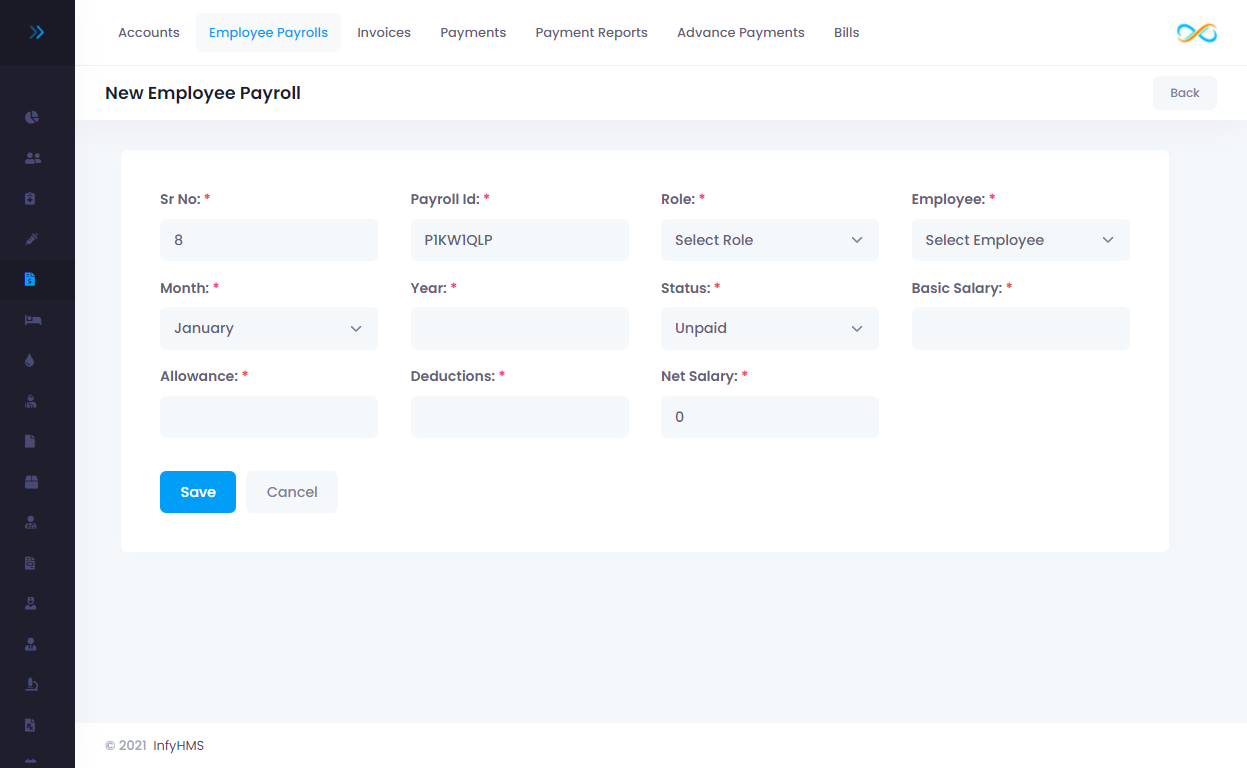 Accounts Employee Payrolls Invoices Payments Payment Reports Advance Payments Bills
New Employee Payroll Back
Sr No: * Payroll Id: * Role: * Employee: *
8 P1KW1QLP Select Role Select Employee
Month: * Year: * Status: * Basic Salary: *
January Unpaid
Allowance: * Deductions: * Net Salary: *
0
Save Cancel
© 2021 InfyHMS